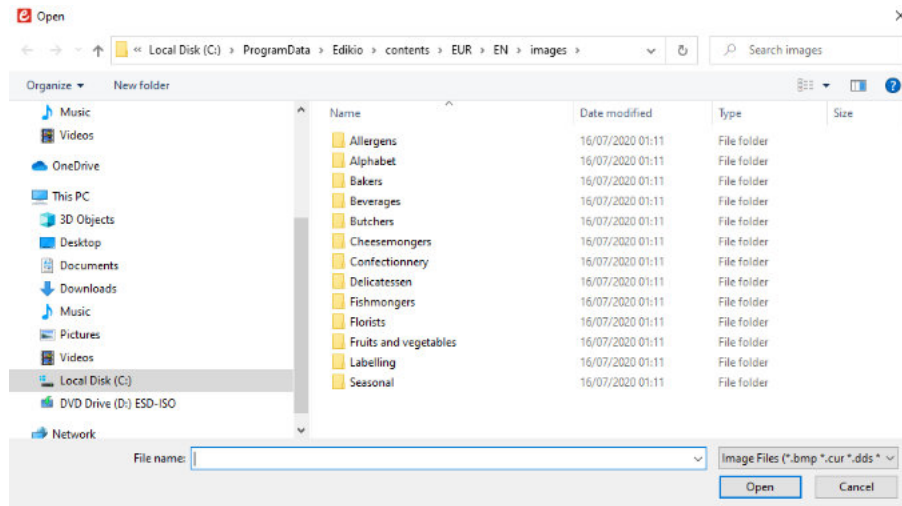 Open
« Local Disk (C:) › ProgramData › Edikio › contents › EUR › EN › images ›
Search images
Organize
New folder
Music
Videos
OneDrive
This PC
3D Objects
Desktop
Documents
Downloads
Music
Pictures
Videos
Local Disk (C:)
DVD Drive (D:) ESD-ISO
Network
Name Date modified Type Size
Allergens 16/07/2020 01:11 File folder
Alphabet 16/07/2020 01:11 File folder
Bakers 16/07/2020 01:11 File folder
Beverages 16/07/2020 01:11 File folder
Butchers 16/07/2020 01:11 File folder
Cheesemongers 16/07/2020 01:11 File folder
Confectionnery 16/07/2020 01:11 File folder
Delicatessen 16/07/2020 01:11 File folder
Fishmongers 16/07/2020 01:11 File folder
Florists 16/07/2020 01:11 File folder
Fruits and vegetables 16/07/2020 01:11 File folder
Labelling 16/07/2020 01:11 File folder
Seasonal 16/07/2020 01:11 File folder
File name:
Image Files (*.bmp *.cur *.dds *
Open
Cancel